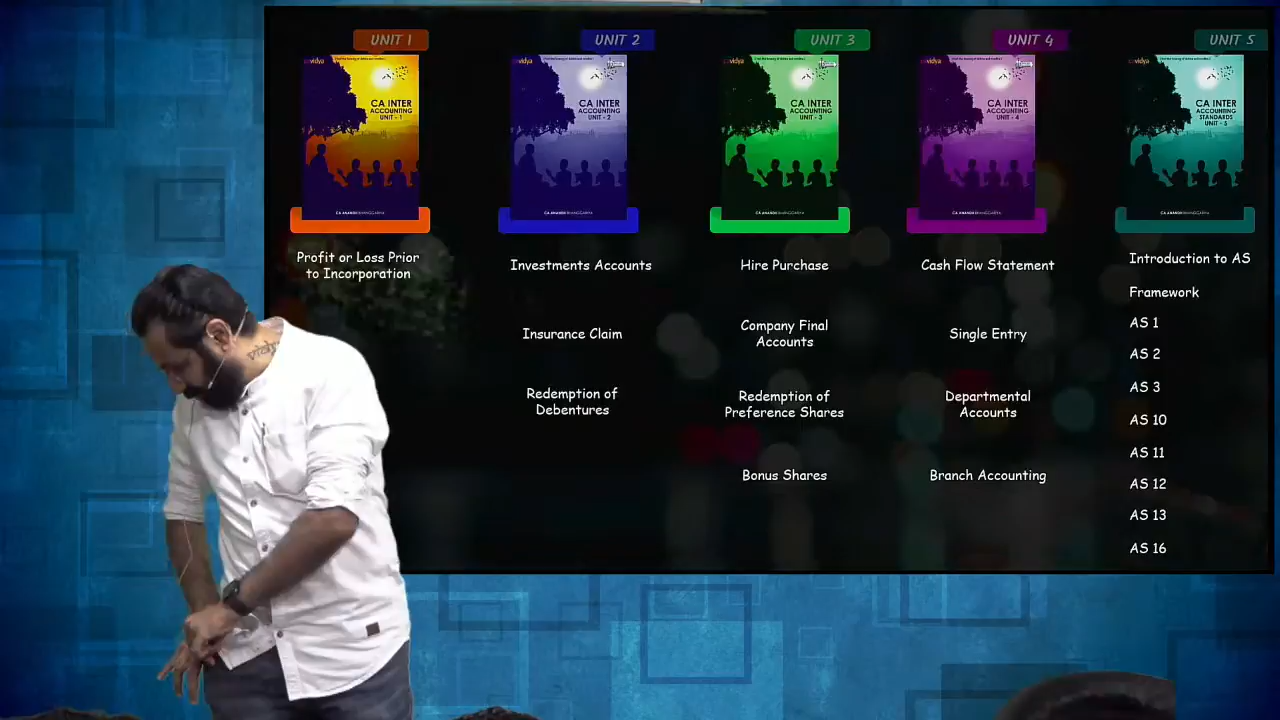 UNIT 1
UNIT 2
UNIT 3
UNIT 4
UNIT 5
vidya
CA INTER
ACCOUNTING
UNIT - 1
CA INTER
ACCOUNTING
UNIT - 2
vidya
CA INTER
ACCOUNTING
UNIT - 3
CA INTER
ACCOUNTING
UNIT - 4
CA INTER
ACCOUNTING
STANDARDS
UNIT - 5
Profit or Loss Prior
to Incorporation
Investments Accounts
Insurance Claim
Redemption of
Debentures
Hire Purchase
Company Final
Accounts
Redemption of
Preference Shares
Bonus Shares
Cash Flow Statement
Single Entry
Departmental
Accounts
Branch Accounting
Introduction to AS
Framework
AS 1
AS 2
AS 3
AS 10
AS 11
AS 12
AS 13
AS 16